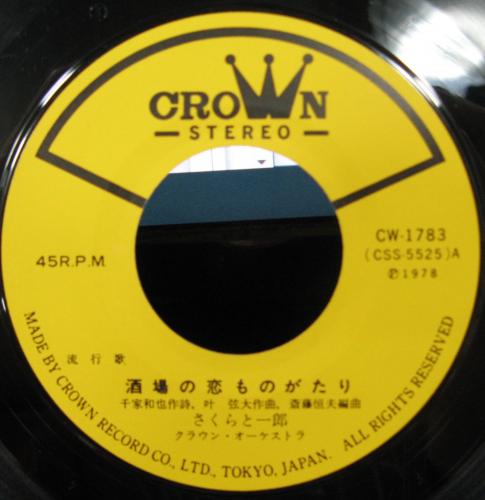 CROWN
STEREO
45R.P.M.
CW-1783
(CSS-5525)A
Ⓟ1978
流行歌
酒場の恋ものがたり
千家和也作詩、叶 弦大作曲、斎藤恒夫編曲
さくらと一郎
クラウン・オーケストラ
MADE BY CROWN RECORD CO., LTD., TOKYO, JAPAN. ALL RIGHTS RESERVED